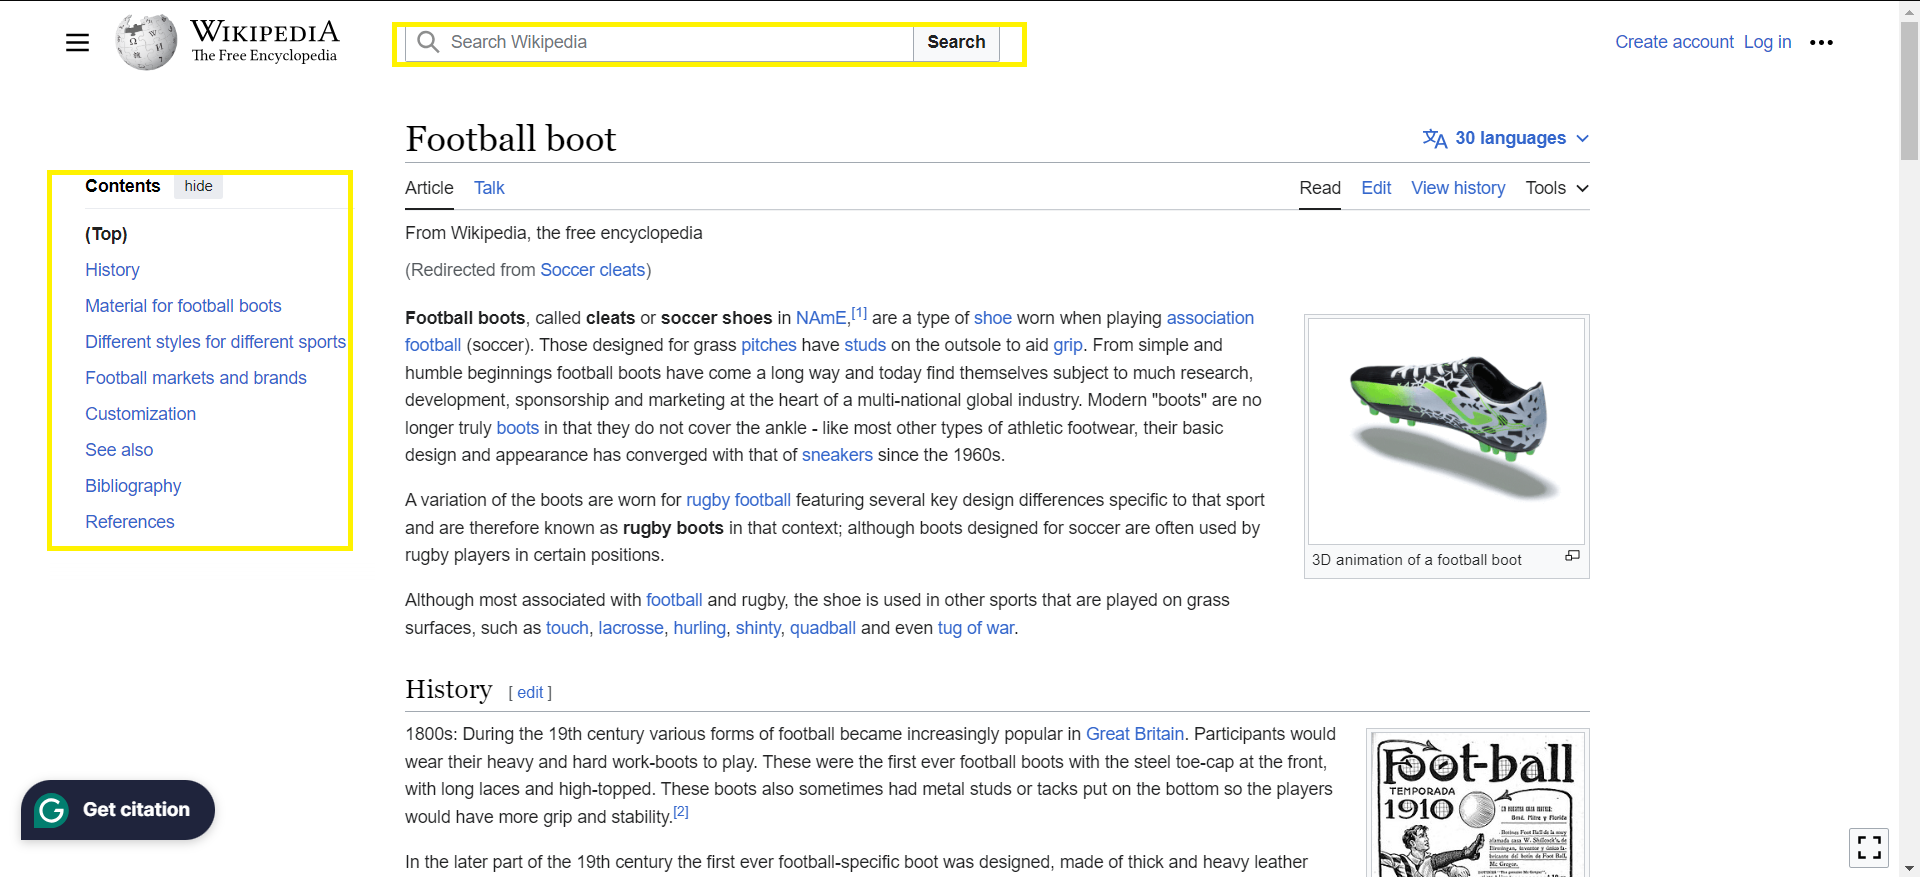 WIKIPEDIA
The Free Encyclopedia
Search Wikipedia
Search
Create account Log in
Contents hide
(Top)
History
Material for football boots
Different styles for different sports
Football markets and brands
Customization
See also
Bibliography
References
Football boot
30 languages
Article Talk
Read Edit View history Tools
From Wikipedia, the free encyclopedia
(Redirected from Soccer cleats)
Football boots, called cleats or soccer shoes in NAmE,[1] are a type of shoe worn when playing association
football (soccer). Those designed for grass pitches have studs on the outsole to aid grip. From simple and
humble beginnings football boots have come a long way and today find themselves subject to much research,
development, sponsorship and marketing at the heart of a multi-national global industry. Modern "boots" are no
longer truly boots in that they do not cover the ankle - like most other types of athletic footwear, their basic
design and appearance has converged with that of sneakers since the 1960s.
A variation of the boots are worn for rugby football featuring several key design differences specific to that sport
and are therefore known as rugby boots in that context; although boots designed for soccer are often used by
rugby players in certain positions.
Although most associated with football and rugby, the shoe is used in other sports that are played on grass
surfaces, such as touch, lacrosse, hurling, shinty, quadball and even tug of war.
3D animation of a football boot
History [ edit ]
1800s: During the 19th century various forms of football became increasingly popular in Great Britain. Participants would
wear their heavy and hard work-boots to play. These were the first ever football boots with the steel toe-cap at the front,
with long laces and high-topped. These boots also sometimes had metal studs or tacks put on the bottom so the players
would have more grip and stability.[2]
In the later part of the 19th century the first ever football-specific boot was designed, made of thick and heavy leather
Foot-ball
TEMPORADA
1910
Get citation